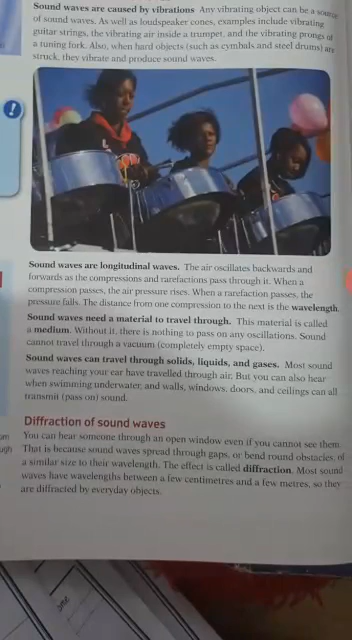 Sound waves are caused by vibrations Any vibrating object can be a source
of sound waves. As well as loudspeaker cones, examples include vibrating
guitar strings, the vibrating air inside a trumpet, and the vibrating prongs of
a tuning fork. Also, when hard objects (such as cymbals and steel drums) are
struck, they vibrate and produce sound waves.
Sound waves are longitudinal waves. The air oscillates backwards and
forwards as the compressions and rarefactions pass through it. When a
compression passes, the air pressure rises. When a rarefaction passes, the
pressure falls. The distance from one compression to the next is the wavelength.
Sound waves need a material to travel through. This material is called
a medium. Without it, there is nothing to pass on any oscillations. Sound
cannot travel through a vacuum (completely empty space).
Sound waves can travel through solids, liquids, and gases. Most sound
waves reaching your ear have travelled through air. But you can also hear
when swimming underwater, and walls, windows, doors, and ceilings can all
transmit (pass on) sound.
Diffraction of sound waves
You can hear someone through an open window even if you cannot see them.
That is because sound waves spread through gaps, or bend round obstacles, of
a similar size to their wavelength. The effect is called diffraction. Most sound
waves have wavelengths between a few centimetres and a few metres, so they
are diffracted by everyday objects.